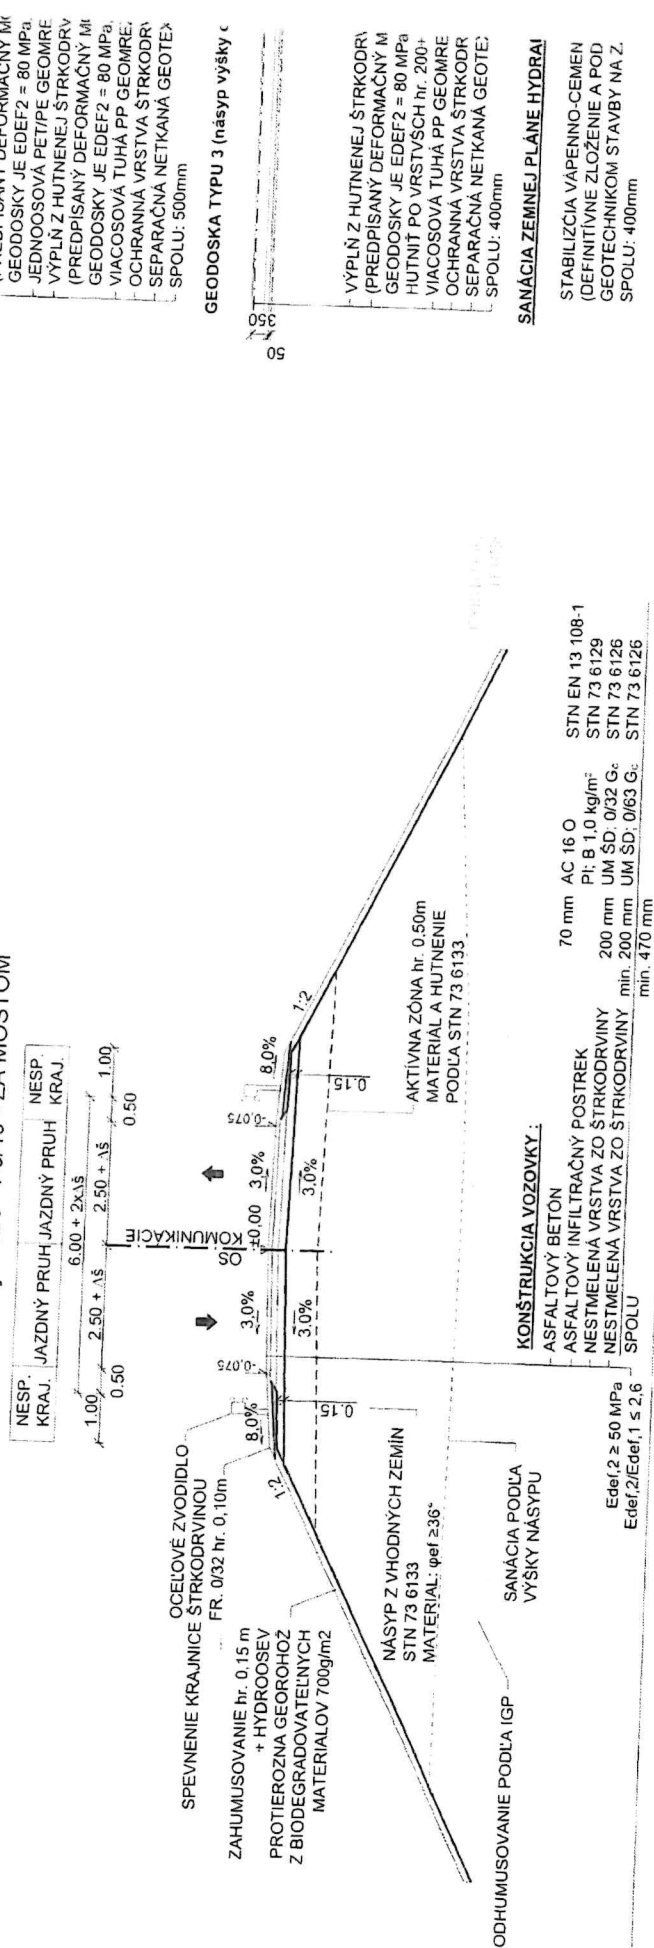 ZA MOSTOM
NESP.
KRAJ.
JAZDNÝ PRUH
JAZDNÝ PRUH
NESP.
KRAJ.
6.00 + 2xΔš
1.00
2.50 + Δš
2.50 + Δš
1.00
0.50
0.50
OS
KOMUNIKÁCIE
±0,00
3.0%
3.0%
3.0%
3.0%
8.0%
8.0%
-0,075
-0,075
0.15
0.15
1:2
1:2
OCEĽOVÉ ZVODIDLO
SPEVNENIE KRAJNICE ŠTRKODRVINOU
FR. 0/32 hr. 0,10m
ZAHUMUSOVANIE hr. 0,15 m
+ HYDROOSEV
PROTIEROZNA GEOROHOŽ
Z BIODEGRADOVATEĽNÝCH
MATERIALOV 700g/m2
NÁSYP Z VHODNÝCH ZEMÍN
STN 73 6133
MATERIAL: φef ≥36°
AKTÍVNA ZÓNA hr. 0.50m
MATERIÁL A HUTNENIE
PODĽA STN 73 6133
SANÁCIA PODĽA
VÝŠKY NÁSYPU
ODHUMUSOVANIE PODĽA IGP
KONŠTRUKCIA VOZOVKY :
ASFALTOVÝ BETÓN 70 mm AC 16 O STN EN 13 108-1
ASFALTOVÝ INFILTRAČNÝ POSTREK PI; B 1,0 kg/m² STN 73 6129
NESTMELENÁ VRSTVA ZO ŠTRKODRVINY 200 mm UM ŠD; 0/32 Gc STN 73 6126
NESTMELENÁ VRSTVA ZO ŠTRKODRVINY min. 200 mm UM ŠD; 0/63 Gc STN 73 6126
SPOLU min. 470 mm
Edef,2 ≥ 50 MPa
Edef,2/Edef,1 ≤ 2,6
GEODOSKY JE EDEF2 = 80 MPa.
JEDNOOSOVÁ PET/PE GEOMRE
VÝPLŇ Z HUTNENEJ ŠTRKODRV
(PREDPÍSANÝ DEFORMAČNÝ M
GEODOSKY JE EDEF2 = 80 MPa,
VIACOSOVÁ TUHÁ PP GEOMRE
OCHRANNÁ VRSTVA ŠTRKODRV
SEPARAČNÁ NETKANÁ GEOTEX
SPOLU: 500mm
GEODOSKA TYPU 3 (násyp výšky
350
50
VÝPLŇ Z HUTNENEJ ŠTRKODRV
(PREDPÍSANÝ DEFORMAČNÝ M
GEODOSKY JE EDEF2 = 80 MPa
HUTNIŤ PO VRSTVŠCH hr. 200+
VIACOSOVÁ TUHÁ PP GEOMRE
OCHRANNÁ VRSTVA ŠTRKODR
SEPARAČNÁ NETKANÁ GEOTE
SPOLU: 400mm
SANÁCIA ZEMNEJ PLÁNE HYDRA
STABILIZČIA VÁPENNO-CEMEN
(DEFINITÍVNE ZLOŽENIE A POD
GEOTECHNIKOM STAVBY NA Z.
SPOLU: 400mm